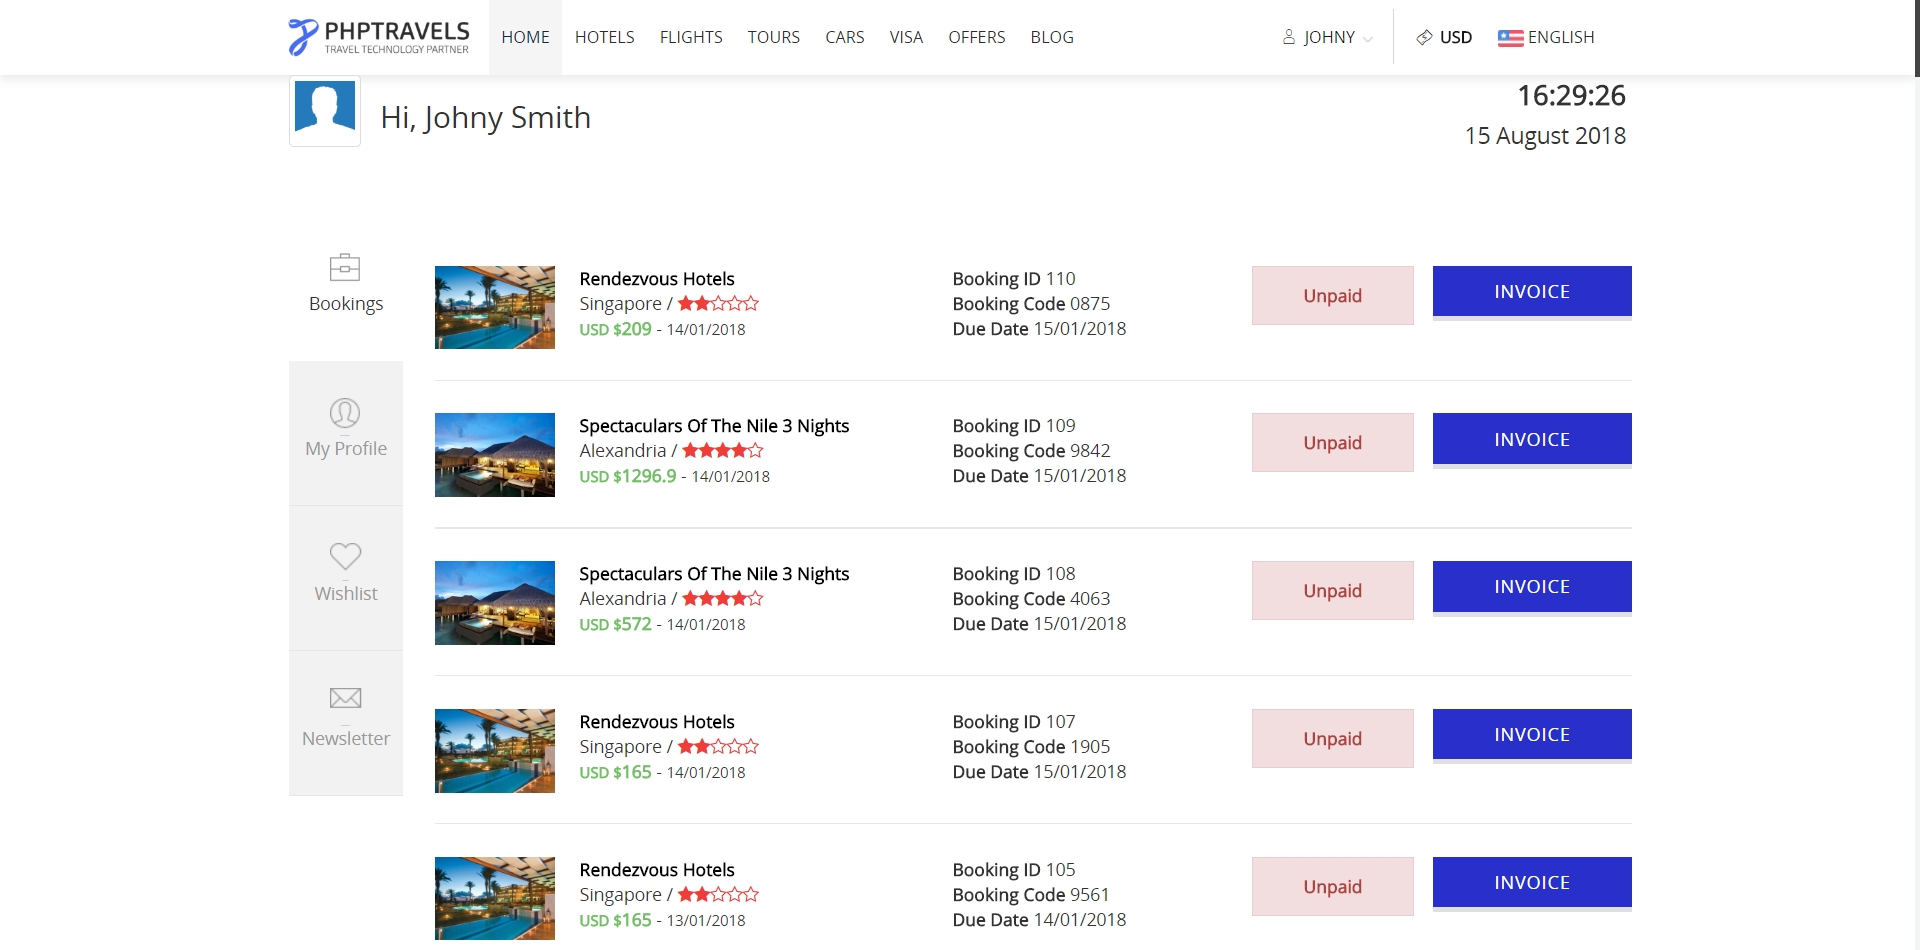 PHPTRAVELS
TRAVEL TECHNOLOGY PARTNER
HOME HOTELS FLIGHTS TOURS CARS VISA OFFERS BLOG JOHNY USD ENGLISH
Hi, Johny Smith
16:29:26
15 August 2018
Bookings
My Profile
Wishlist
Newsletter
Rendezvous Hotels
Singapore /
USD $209 - 14/01/2018
Booking ID 110
Booking Code 0875
Due Date 15/01/2018
Unpaid
INVOICE
Spectaculars Of The Nile 3 Nights
Alexandria /
USD $1296.9 - 14/01/2018
Booking ID 109
Booking Code 9842
Due Date 15/01/2018
Unpaid
INVOICE
Spectaculars Of The Nile 3 Nights
Alexandria /
USD $572 - 14/01/2018
Booking ID 108
Booking Code 4063
Due Date 15/01/2018
Unpaid
INVOICE
Rendezvous Hotels
Singapore /
USD $165 - 14/01/2018
Booking ID 107
Booking Code 1905
Due Date 15/01/2018
Unpaid
INVOICE
Rendezvous Hotels
Singapore /
USD $165 - 13/01/2018
Booking ID 105
Booking Code 9561
Due Date 14/01/2018
Unpaid
INVOICE